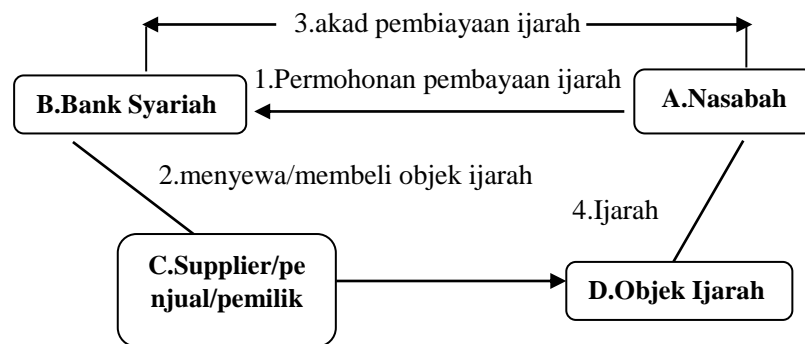 3.akad pembiayaan ijarah
1.Permohonan pembayaan ijarah
B.Bank Syariah
A.Nasabah
2.menyewa/membeli objek ijarah
4.Ijarah
C.Supplier/pe
njual/pemilik
D.Objek Ijarah